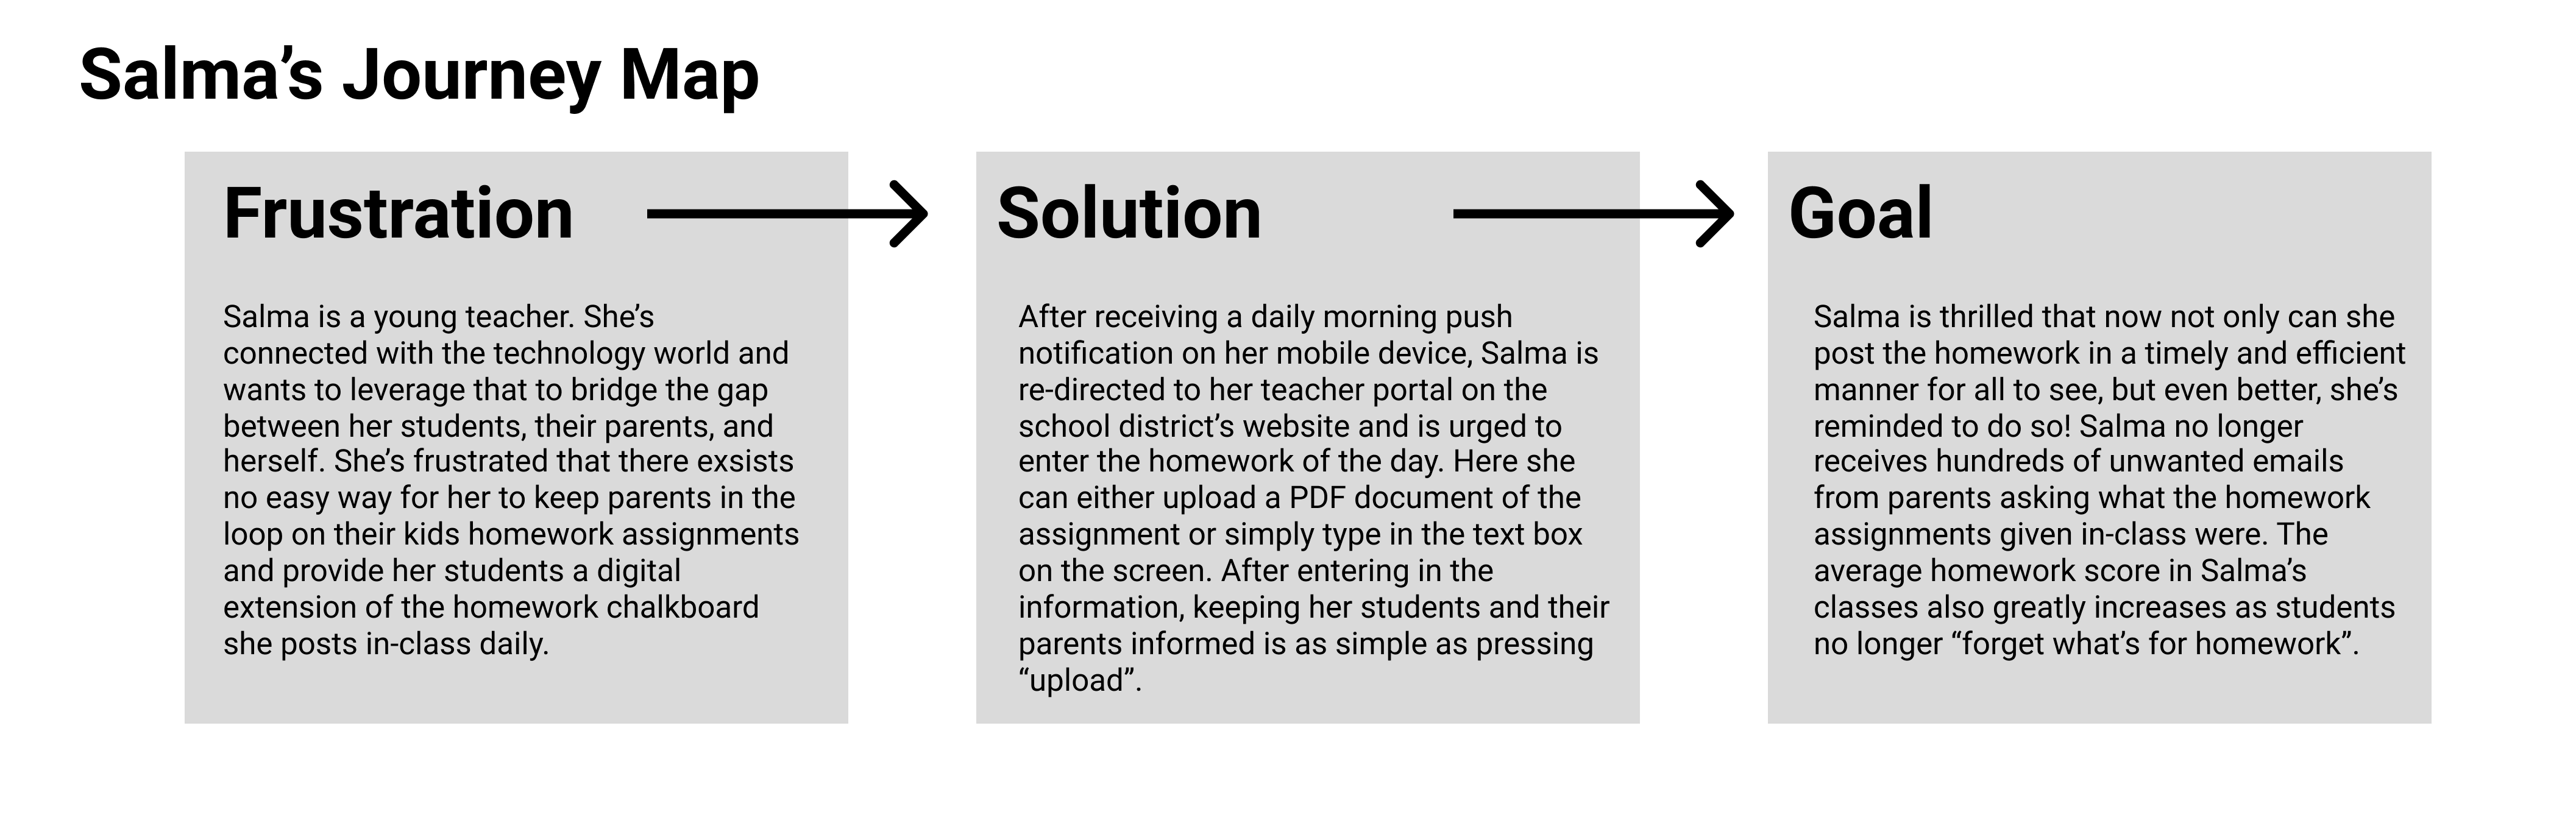 Salma’s Journey Map
Frustration
Salma is a young teacher. She’s
connected with the technology world and
wants to leverage that to bridge the gap
between her students, their parents, and
herself. She’s frustrated that there exsists
no easy way for her to keep parents in the
loop on their kids homework assignments
and provide her students a digital
extension of the homework chalkboard
she posts in-class daily.
Solution
After receiving a daily morning push
notification on her mobile device, Salma is
re-directed to her teacher portal on the
school district’s website and is urged to
enter the homework of the day. Here she
can either upload a PDF document of the
assignment or simply type in the text box
on the screen. After entering in the
information, keeping her students and their
parents informed is as simple as pressing
“upload”.
Goal
Salma is thrilled that now not only can she
post the homework in a timely and efficient
manner for all to see, but even better, she’s
reminded to do so! Salma no longer
receives hundreds of unwanted emails
from parents asking what the homework
assignments given in-class were. The
average homework score in Salma’s
classes also greatly increases as students
no longer “forget what’s for homework”.